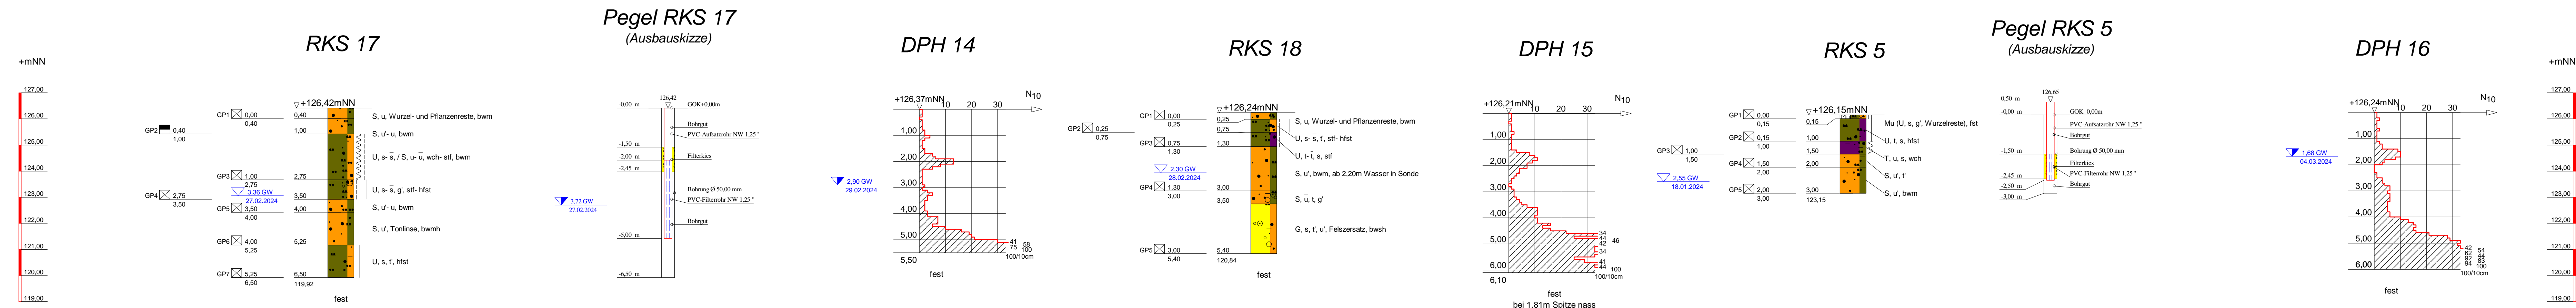 +mNN
127,00
126,00
125,00
124,00
123,00
122,00
121,00
120,00
119,00
RKS 17
+126,42mNN
GP1 0,00
0,40
GP2 0,40
1,00
GP3 1,00
2,75
3,36 GW
27.02.2024
GP4 2,75
3,50
GP5 3,50
4,00
GP6 4,00
5,25
GP7 5,25
6,50
0,40
1,00
2,75
3,50
4,00
5,25
6,50
119,92
S, u, Wurzel- und Pflanzenreste, bwm
S, u'- u, bwm
U, s- s̅, / S, u- u̅, wch- stf, bwm
U, s- s̅, g', stf- hfst
S, u'- u, bwm
S, u', Tonlinse, bwmh
U, s, t', hfst
fest
Pegel RKS 17
(Ausbauskizze)
126,42
-0,00 m
-1,50 m
-2,00 m
-2,45 m
-5,00 m
-6,50 m
GOK+0,00m
Bohrgut
PVC-Aufsatzrohr NW 1,25 "
Filterkies
Bohrung Ø 50,00 mm
PVC-Filterrohr NW 1,25 "
Bohrgut
3,72 GW
27.02.2024
DPH 14
+126,37mNN
10 20 30 N10
1,00
2,00
3,00
4,00
5,00
5,50
2,90 GW
29.02.2024
41 58
75 100
100/10cm
fest
RKS 18
+126,24mNN
GP1 0,00
0,25
GP2 0,25
0,75
GP3 0,75
1,30
2,30 GW
28.02.2024
GP4 1,30
3,00
GP5 3,00
5,40
0,25
0,75
1,30
3,00
3,50
5,40
120,84
S, u, Wurzel- und Pflanzenreste, bwm
U, s- s̅, t', stf- hfst
U, t- t̅, s, stf
S, u', bwm, ab 2,20m Wasser in Sonde
S, u̅, t, g'
G, s, t', u', Felszersatz, bwsh
fest
DPH 15
+126,21mNN
10 20 30 N10
1,00
2,00
3,00
4,00
5,00
6,00
6,10
34
44 46
42
34
41
44 100
100/10cm
fest
bei 1.81m Spitze nass
RKS 5
+126,15mNN
GP1 0,00
0,15
GP2 0,15
1,00
GP3 1,00
1,50
GP4 1,50
2,00
GP5 2,00
3,00
2,55 GW
18.01.2024
0,15
1,00
1,50
2,00
3,00
123,15
Mu (U, s, g', Wurzelreste), fst
U, t, s, hfst
T, u, s, wch
S, u', t'
S, u', bwm
Pegel RKS 5
(Ausbauskizze)
126,65
0,50 m
-0,00 m
-1,50 m
-2,45 m
-2,50 m
-3,00 m
GOK+0,00m
PVC-Aufsatzrohr NW 1,25 "
Bohrgut
Bohrung Ø 50,00 mm
Filterkies
PVC-Filterrohr NW 1,25 "
Bohrgut
DPH 16
+126,24mNN
10 20 30 N10
1,00
2,00
3,00
4,00
5,00
6,00
1,68 GW
04.03.2024
42 54
94 100
100/10cm
fest
+mNN
127,00
126,00
125,00
124,00
123,00
122,00
121,00
120,00
119,00